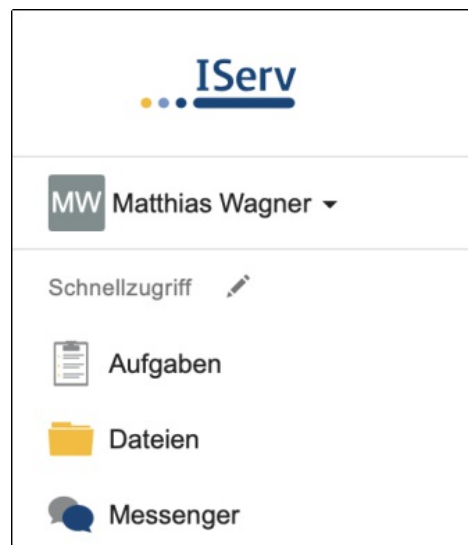 IServ
MW Matthias Wagner
Schnellzugriff
Aufgaben
Dateien
Messenger